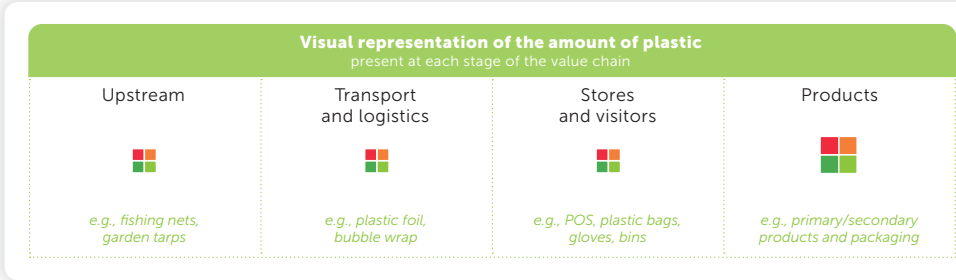 Visual representation of the amount of plastic
present at each stage of the value chain
Upstream
e.g., fishing nets,
garden tarps
Transport
and logistics
e.g., plastic foil,
bubble wrap
Stores
and visitors
e.g., POS, plastic bags,
gloves, bins
Products
e.g., primary/secondary
products and packaging